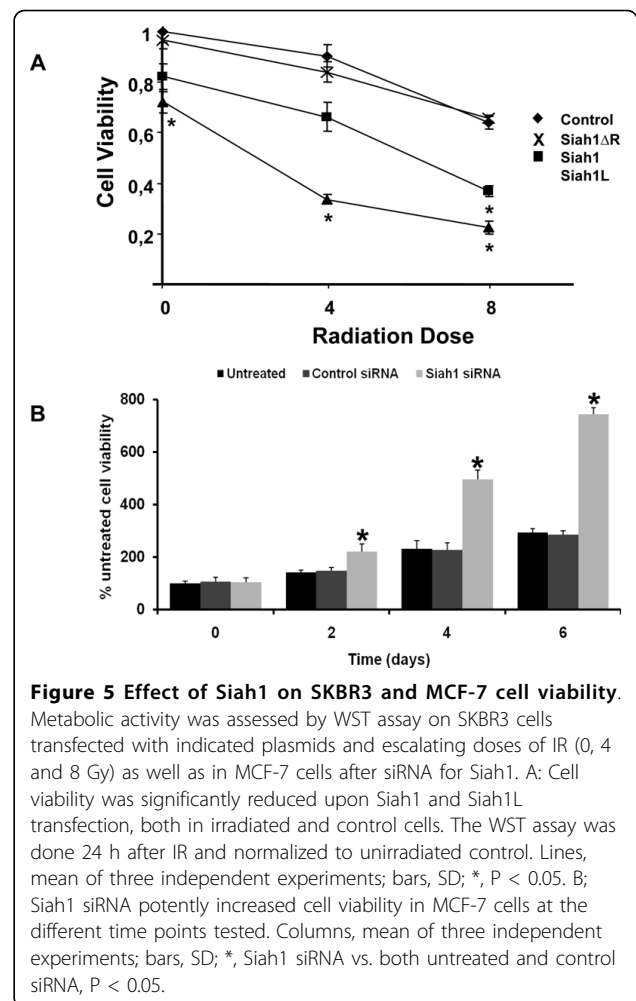 A
Cell Viability
1
0,8
0,6
0,4
0,2
*
*
*
*
0 4 8
Radiation Dose
Control
Siah1ΔR
Siah1
Siah1L
Untreated Control siRNA Siah1 siRNA
B
% untreated cell viability
800
600
400
200
0
*
*
*
0 2 4 6
Time (days)
Figure 5 Effect of Siah1 on SKBR3 and MCF-7 cell viability.
Metabolic activity was assessed by WST assay on SKBR3 cells
transfected with indicated plasmids and escalating doses of IR (0, 4
and 8 Gy) as well as in MCF-7 cells after siRNA for Siah1. A: Cell
viability was significantly reduced upon Siah1 and Siah1L
transfection, both in irradiated and control cells. The WST assay was
done 24 h after IR and normalized to unirradiated control. Lines,
mean of three independent experiments; bars, SD; *, P < 0.05. B;
Siah1 siRNA potently increased cell viability in MCF-7 cells at the
different time points tested. Columns, mean of three independent
experiments; bars, SD; *, Siah1 siRNA vs. both untreated and control
siRNA, P < 0.05.